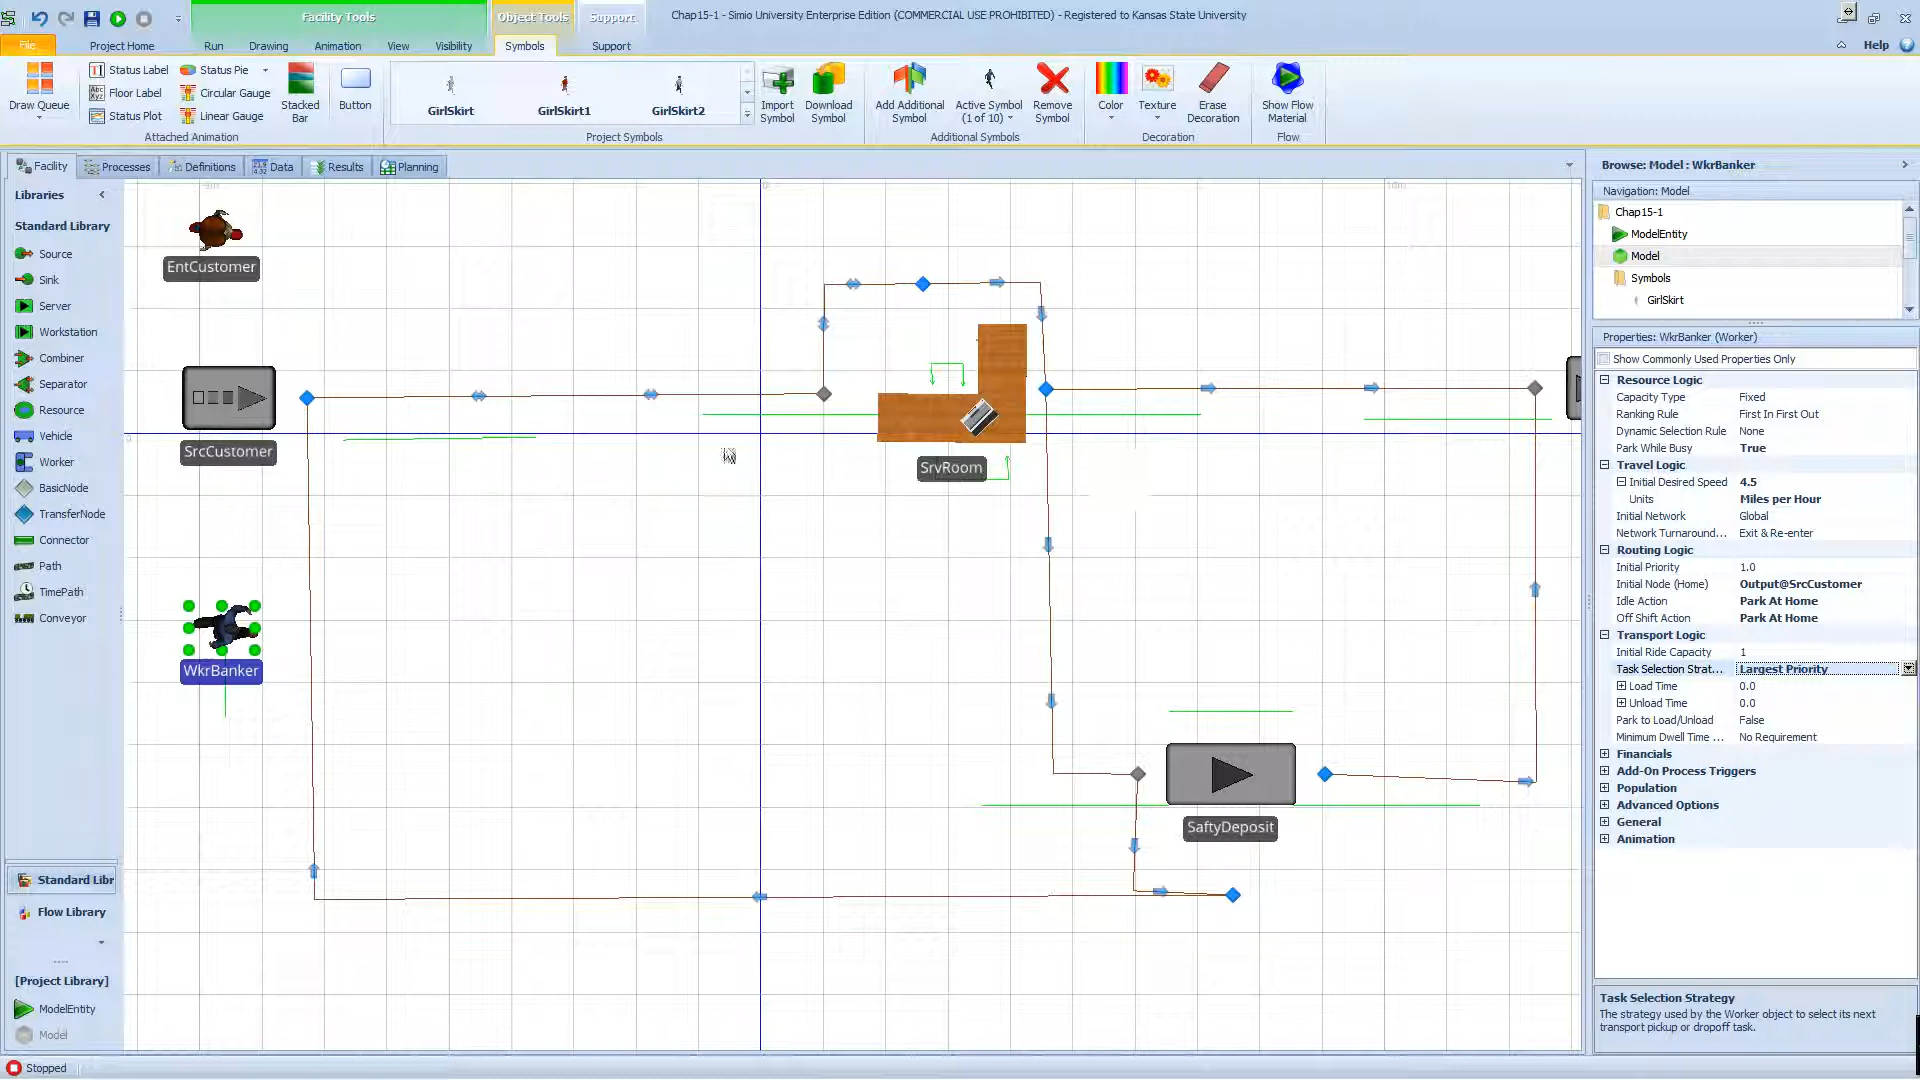 Facility Tools
Object Tools
Support
Chap15-1 - Simio University Enterprise Edition (COMMERCIAL USE PROHIBITED) - Registered to Kansas State University
File
Project Home
Run
Drawing
Animation
View
Visibility
Symbols
Support
Help
Draw Queue
Status Label
Floor Label
Status Plot
Status Pie
Circular Gauge
Linear Gauge
Stacked Bar
Button
GirlSkirt
GirlSkirt1
GirlSkirt2
Import Symbol
Download Symbol
Add Additional Symbol
Active Symbol (1 of 10)
Remove Symbol
Color
Texture
Erase Decoration
Show Flow Material
Attached Animation
Project Symbols
Additional Symbols
Decoration
Flow
Facility
Processes
Definitions
Data
Results
Planning
Libraries
Standard Library
Source
Sink
Server
Workstation
Combiner
Separator
Resource
Vehicle
Worker
BasicNode
TransferNode
Connector
Path
TimePath
Conveyor
Standard Libr
Flow Library
[Project Library]
ModelEntity
Model
EntCustomer
SrcCustomer
WkrBanker
SrvRoom
SaftyDeposit
Browse: Model : WkrBanker
Navigation: Model
Chap15-1
ModelEntity
Model
Symbols
GirlSkirt
Properties: WkrBanker (Worker)
Show Commonly Used Properties Only
Resource Logic
Capacity Type Fixed
Ranking Rule First In First Out
Dynamic Selection Rule None
Park While Busy True
Travel Logic
Initial Desired Speed 4.5
Units Miles per Hour
Initial Network Global
Network Turnaround... Exit & Re-enter
Routing Logic
Initial Priority 1.0
Initial Node (Home) Output@SrcCustomer
Idle Action Park At Home
Off Shift Action Park At Home
Transport Logic
Initial Ride Capacity 1
Task Selection Strat... Largest Priority
Load Time 0.0
Unload Time 0.0
Park to Load/Unload False
Minimum Dwell Time ... No Requirement
Financials
Add-On Process Triggers
Population
Advanced Options
General
Animation
Task Selection Strategy
The strategy used by the Worker object to select its next
transport pickup or dropoff task.
Stopped